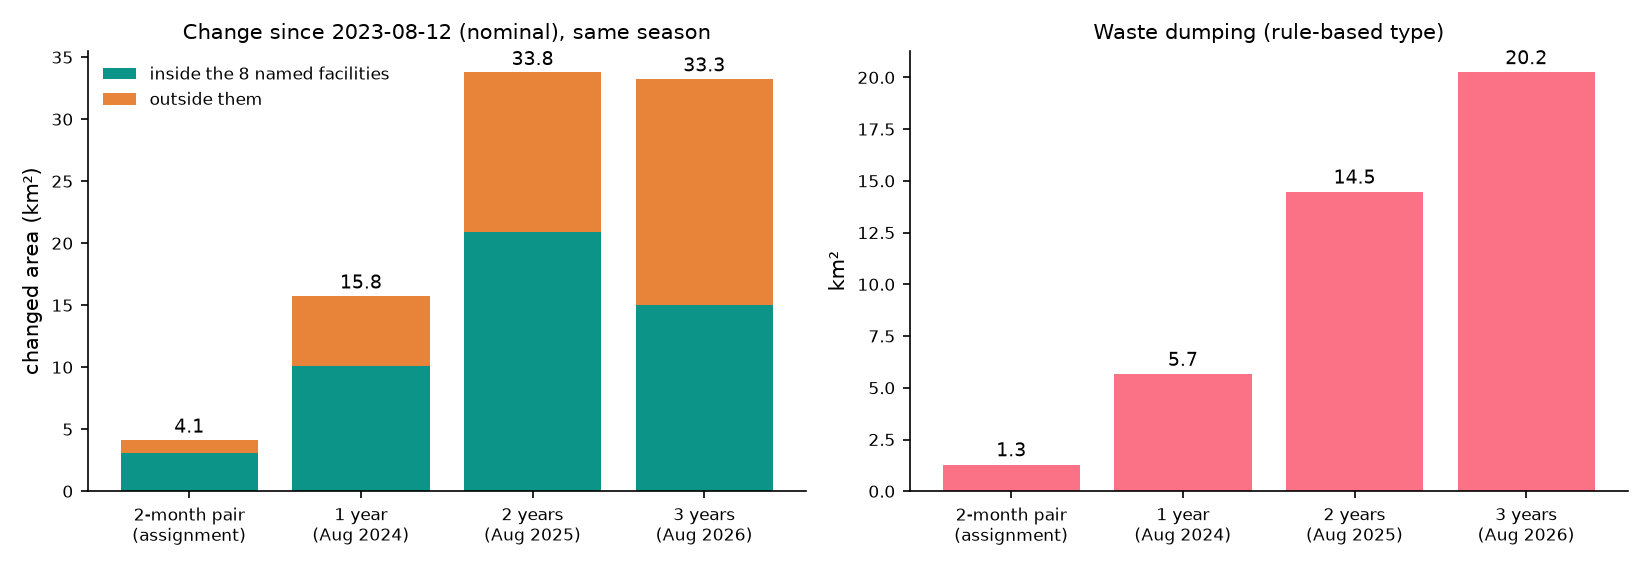 Change since 2023-08-12 (nominal), same season
inside the 8 named facilities
outside them
changed area (km²)
35
30
25
20
15
10
5
0
4.1
15.8
33.8
33.3
2-month pair
(assignment)
1 year
(Aug 2024)
2 years
(Aug 2025)
3 years
(Aug 2026)
Waste dumping (rule-based type)
km²
20.0
17.5
15.0
12.5
10.0
7.5
5.0
2.5
0.0
1.3
5.7
14.5
20.2
2-month pair
(assignment)
1 year
(Aug 2024)
2 years
(Aug 2025)
3 years
(Aug 2026)